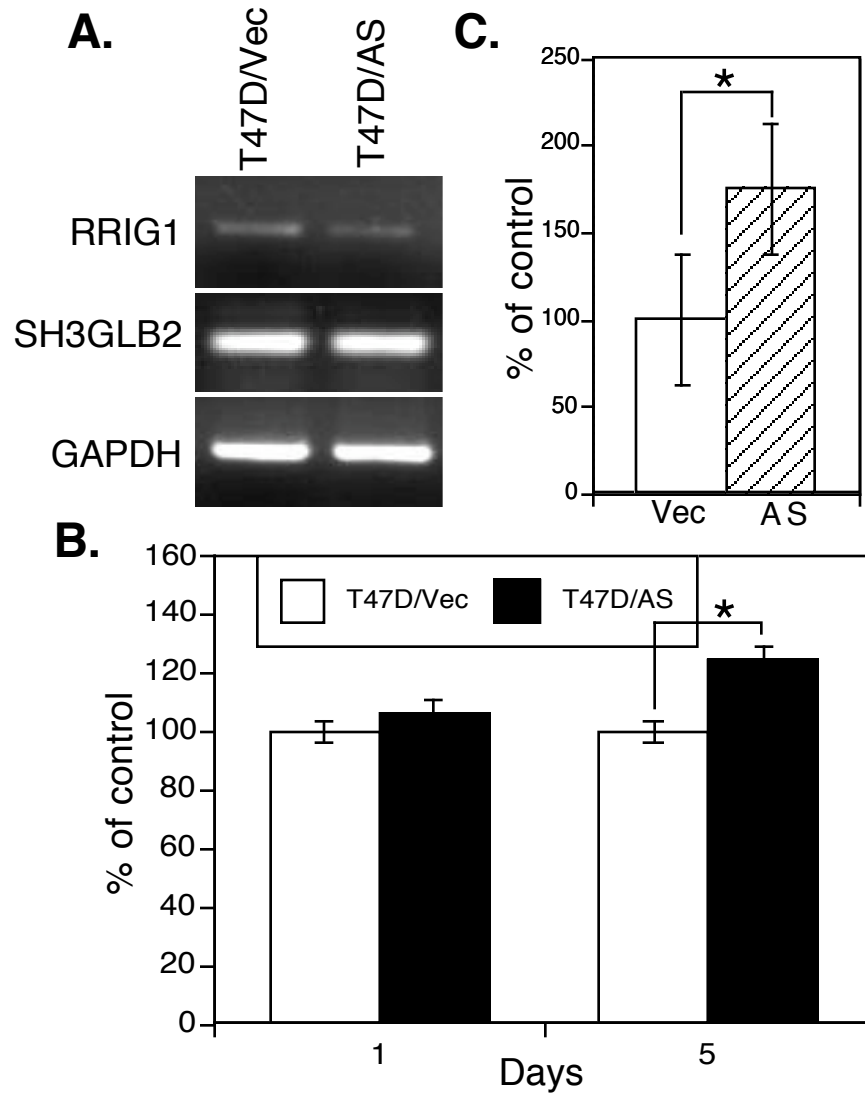 A.
T47D/Vec
T47D/AS
RRIG1
SH3GLB2
GAPDH
C.
% of control
250
200
150
100
50
0
*
Vec
AS
B.
% of control
160
140
120
100
80
60
40
20
0
T47D/Vec
T47D/AS
*
1
5
Days